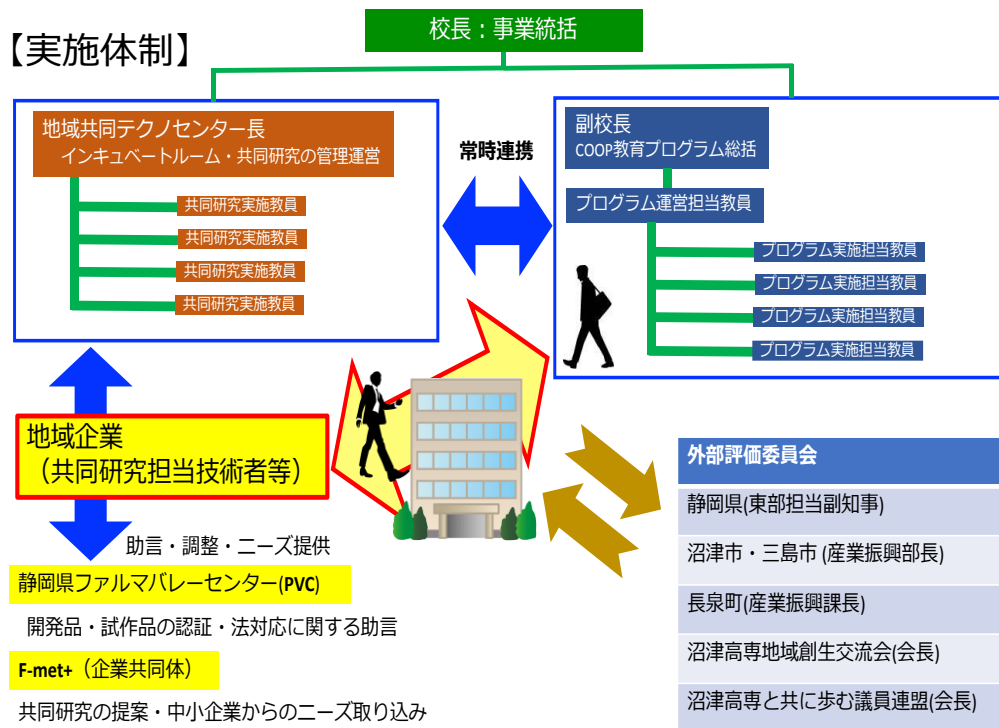 【実施体制】
校長：事業統括
地域共同テクノセンター長
インキュベートルーム・共同研究の管理運営
共同研究実施教員
共同研究実施教員
共同研究実施教員
共同研究実施教員
常時連携
副校長
COOP教育プログラム総括
プログラム運営担当教員
プログラム実施担当教員
プログラム実施担当教員
プログラム実施担当教員
プログラム実施担当教員
地域企業
（共同研究担当技術者等）
助言・調整・ニーズ提供
静岡県ファルマバレーセンター(PVC)
開発品・試作品の認証・法対応に関する助言
F-met+（企業共同体）
共同研究の提案・中小企業からのニーズ取り込み
外部評価委員会
静岡県(東部担当副知事)
沼津市・三島市 (産業振興部長)
長泉町(産業振興課長)
沼津高専地域創生交流会(会長)
沼津高専と共に歩む議員連盟(会長)